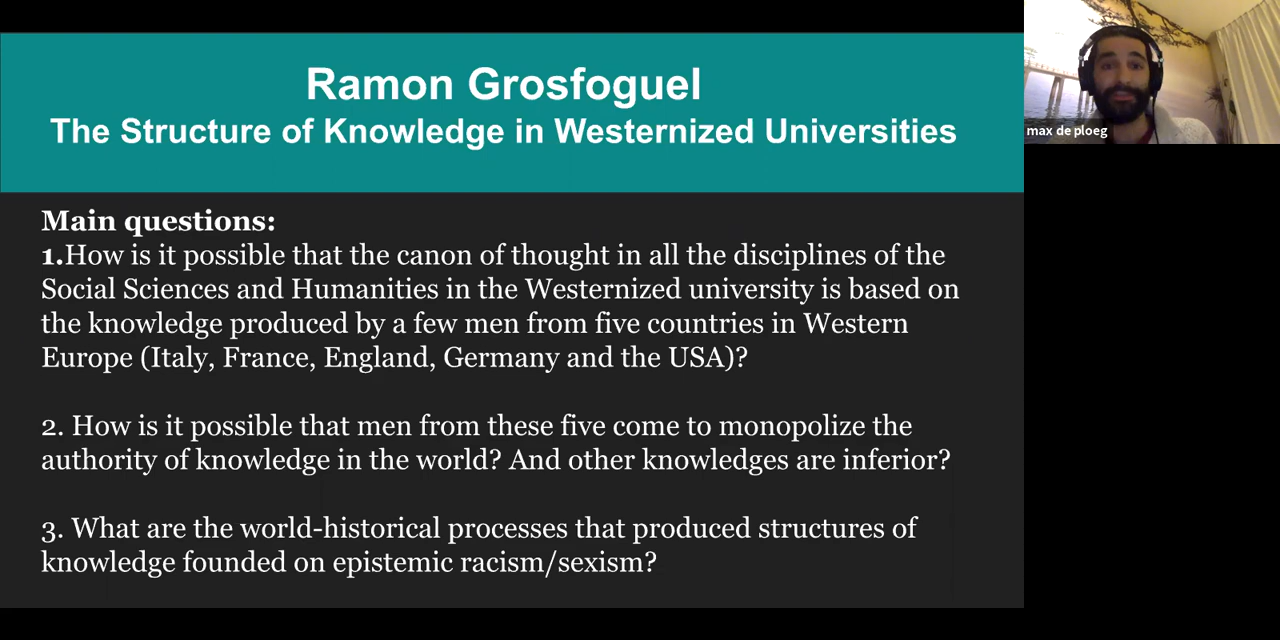 Ramon Grosfoguel
The Structure of Knowledge in Westernized Universities
max de ploeg
Main questions:
1.How is it possible that the canon of thought in all the disciplines of the
Social Sciences and Humanities in the Westernized university is based on
the knowledge produced by a few men from five countries in Western
Europe (Italy, France, England, Germany and the USA)?
2. How is it possible that men from these five come to monopolize the
authority of knowledge in the world? And other knowledges are inferior?
3. What are the world-historical processes that produced structures of
knowledge founded on epistemic racism/sexism?